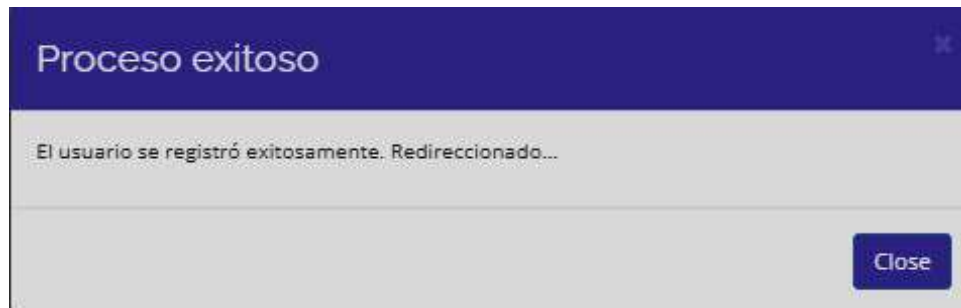 Proceso exitoso
El usuario se registró exitosamente. Redireccionado...
Close